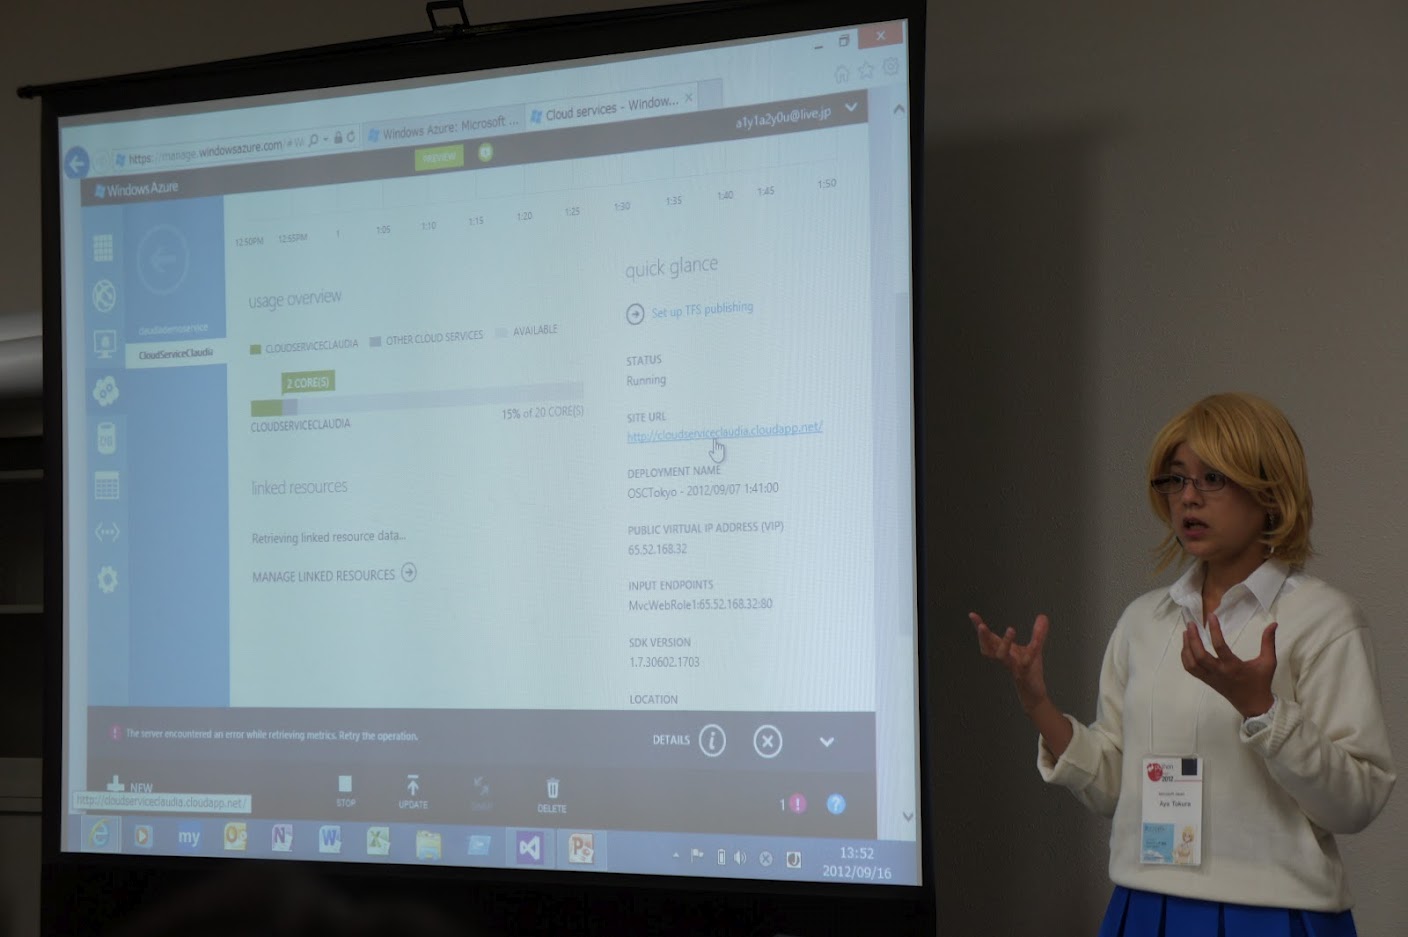 https://manage.windowsazure.com/#W
Windows Azure: Microsoft ...
Cloud services - Window...
Windows Azure
PREVIEW
a1y1a2y0u@live.jp
12:50PM 12:55PM 1 1:05 1:10 1:15 1:20 1:25 1:30 1:35 1:40 1:45 1:50
claudiademoservice
CloudServiceClaudia
usage overview
CLOUDSERVICECLAUDIA OTHER CLOUD SERVICES AVAILABLE
2 CORE(S)
CLOUDSERVICECLAUDIA
15% of 20 CORE(S)
linked resources
Retrieving linked resource data...
MANAGE LINKED RESOURCES
quick glance
Set up TFS publishing
STATUS
Running
SITE URL
http://cloudserviceclaudia.cloudapp.net/
DEPLOYMENT NAME
OSCTokyo - 2012/09/07 1:41:00
PUBLIC VIRTUAL IP ADDRESS (VIP)
65.52.168.32
INPUT ENDPOINTS
MvcWebRole1:65.52.168.32:80
SDK VERSION
1.7.30602.1703
LOCATION
The server encountered an error while retrieving metrics. Retry the operation.
DETAILS
NEW
STOP
UPDATE
SWAP
DELETE
1
http://cloudserviceclaudia.cloudapp.net/
my
13:52
2012/09/16
2012
Aya Tokura